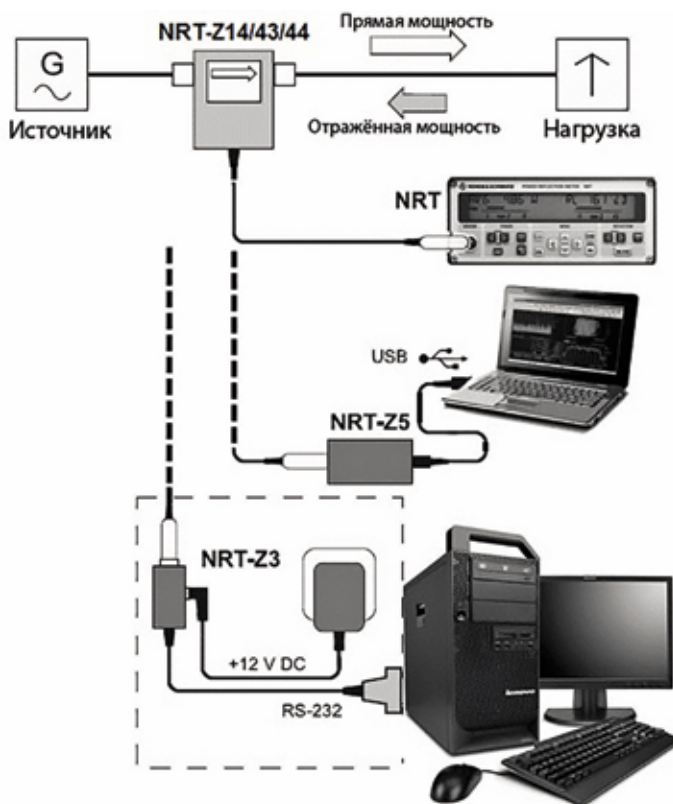 NRT-Z14/43/44
Прямая мощность
G
Источник
Отражённая мощность
Нагрузка
NRT
USB
NRT-Z5
NRT-Z3
+12 V DC
RS-232